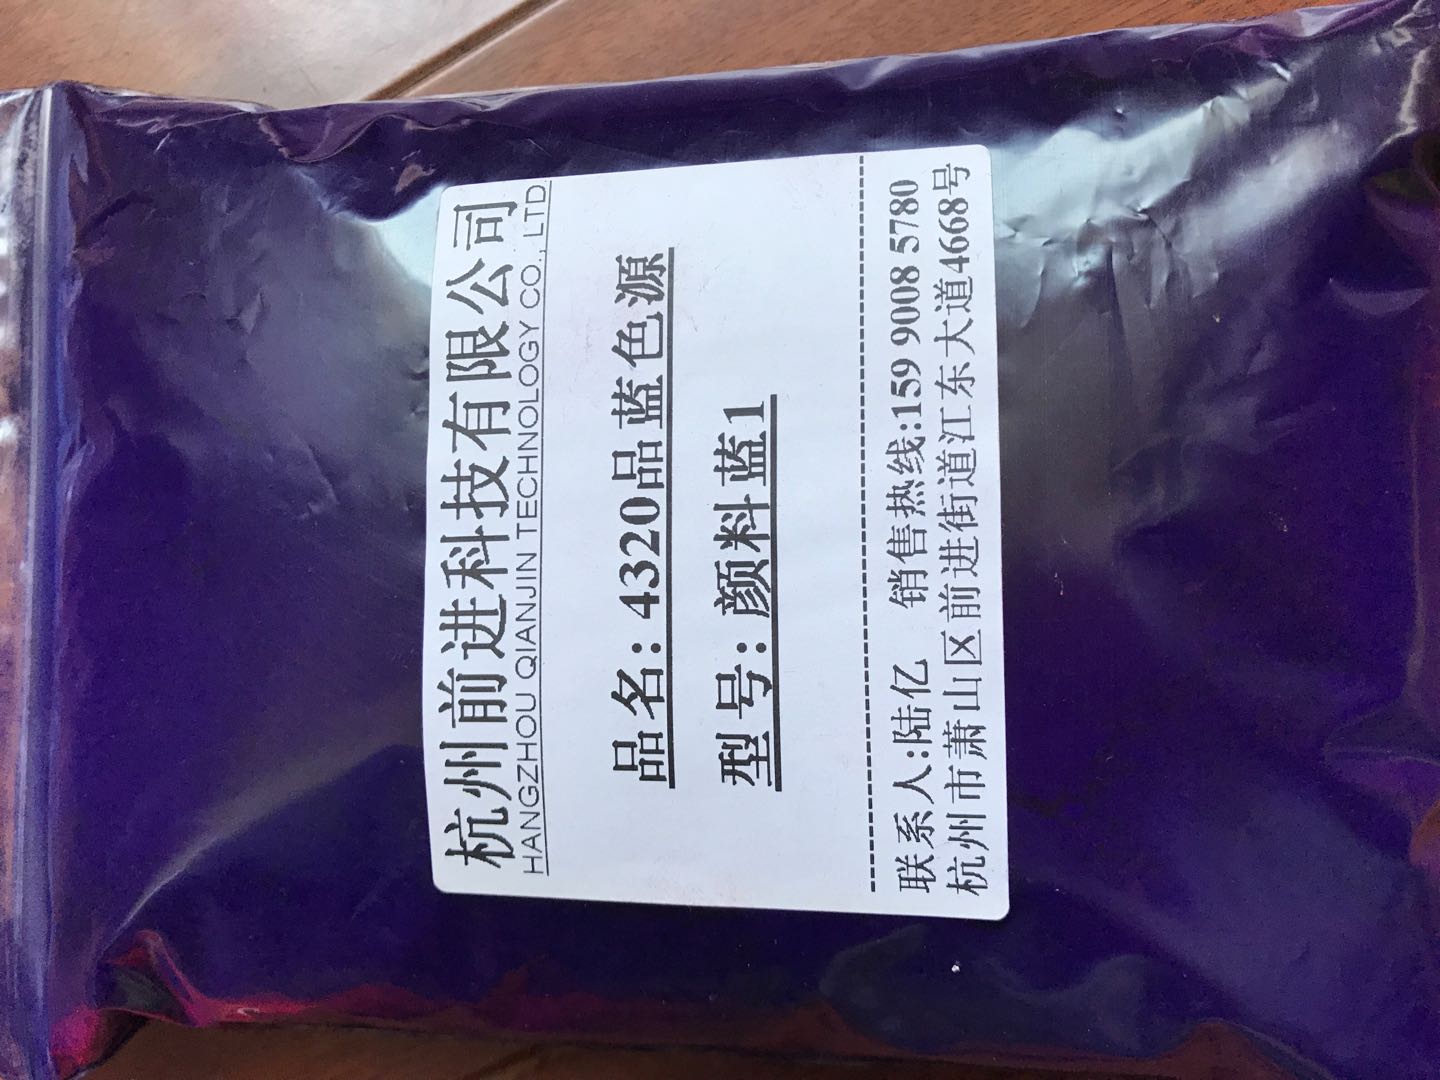 杭州前进科技有限公司
HANGZHOU QIANJIN TECHNOLOGY CO., LTD
品名: 4320品蓝色源
型号: 颜料蓝1
联系人:陆亿 销售热线:159 9008 5780
杭州市萧山区前进街道江东大道4668号